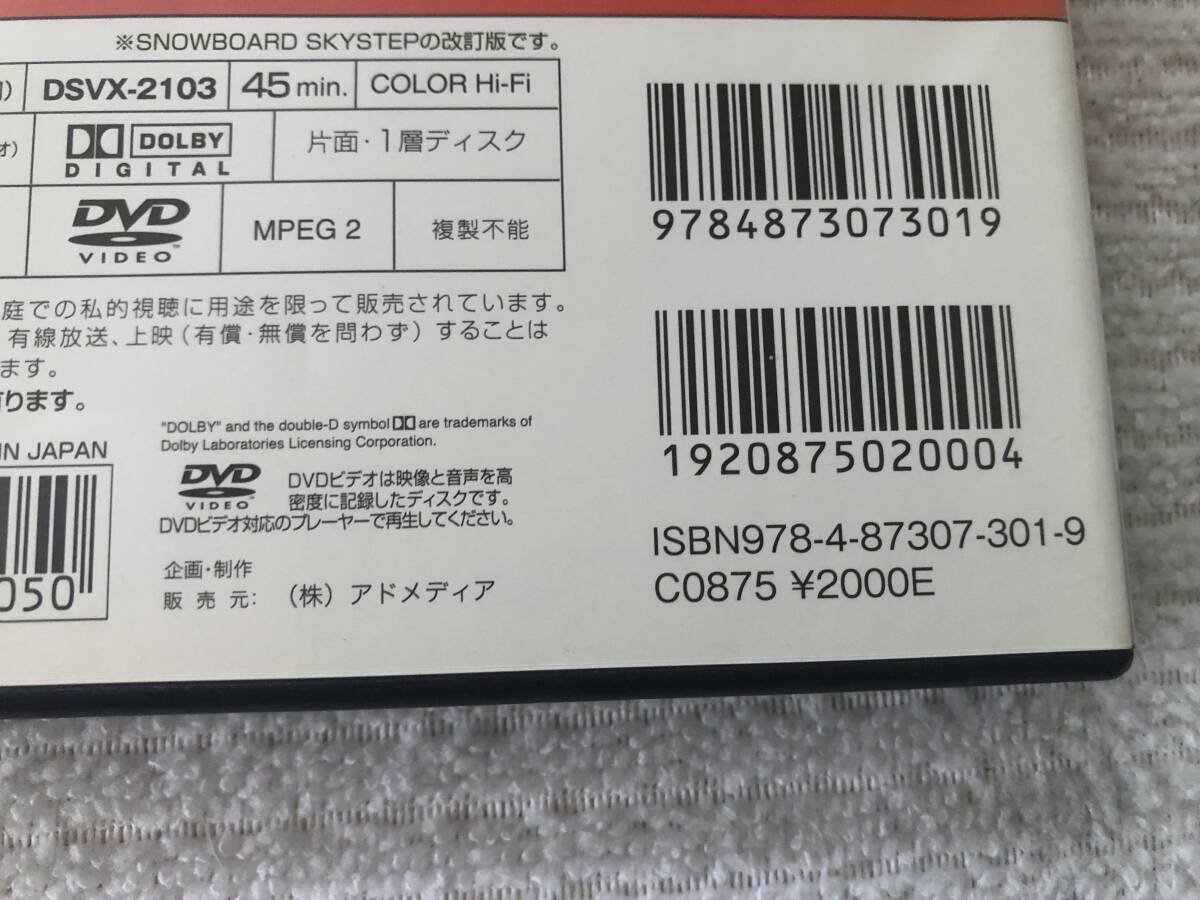 ※SNOWBOARD SKYSTEPの改訂版です。
DSVX-2103 45min. COLOR Hi-Fi
DOLBY
DIGITAL
片面・1層ディスク
DVD
VIDEO™
MPEG 2
複製不能
庭での私的視聴に用途を限って販売されています。
有線放送、上映(有償・無償を問わず)することは
ます。
ります。
IN JAPAN
050
"DOLBY" and the double-D symbol are trademarks of
Dolby Laboratories Licensing Corporation.
DVD
VIDEO™
DVDビデオは映像と音声を高
密度に記録したディスクです。
DVDビデオ対応のプレーヤーで再生してください。
企画・制作
販売元: (株)アドメディア
9784873073019
1920875020004
ISBN978-4-87307-301-9
C0875 ¥2000E